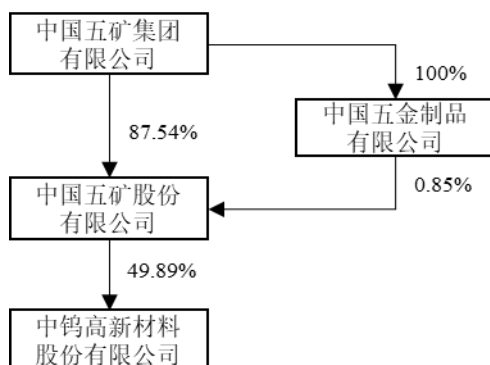 中国五矿集团
有限公司
100%
中国五金制品
有限公司
87.54%
0.85%
中国五矿股份
有限公司
49.89%
中钨高新材料
股份有限公司